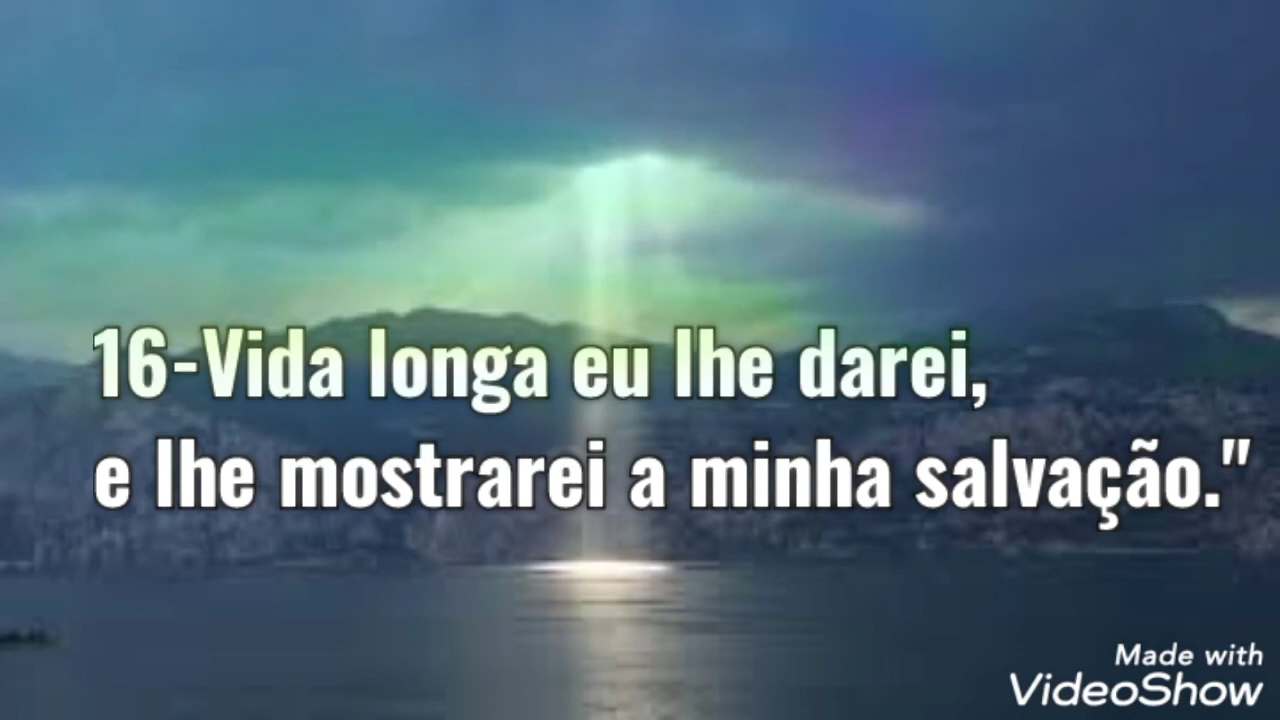 16-Vida longa eu lhe darei,
e lhe mostrarei a minha salvação."
Made with
VideoShow